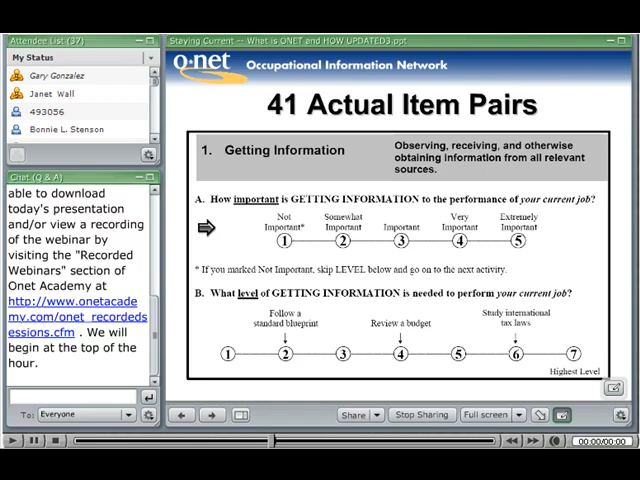 Attendee List (37)
My Status
Gary Gonzalez
Janet Wall
493056
Bonnie L. Stenson
Chat (Q & A)
able to download
today's presentation
and/or view a recording
of the webinar by
visiting the "Recorded
Webinars" section of
Onet Academy at
http://www.onetacade
my.com/onet_recordeds
essions.cfm . We will
begin at the top of the
hour.
To: Everyone
Staying Current -- What is ONET and HOW UPDATED3.ppt
o·net Occupational Information Network
41 Actual Item Pairs
1. Getting Information
Observing, receiving, and otherwise
obtaining information from all relevant
sources.
A. How important is GETTING INFORMATION to the performance of your current job?
Not Important* Somewhat Important Important Very Important Extremely Important
1 2 3 4 5
* If you marked Not Important, skip LEVEL below and go on to the next activity.
B. What level of GETTING INFORMATION is needed to perform your current job?
Follow a standard blueprint Review a budget Study international tax laws
1 2 3 4 5 6 7
Highest Level
Share Stop Sharing Full screen
00:00/00:00